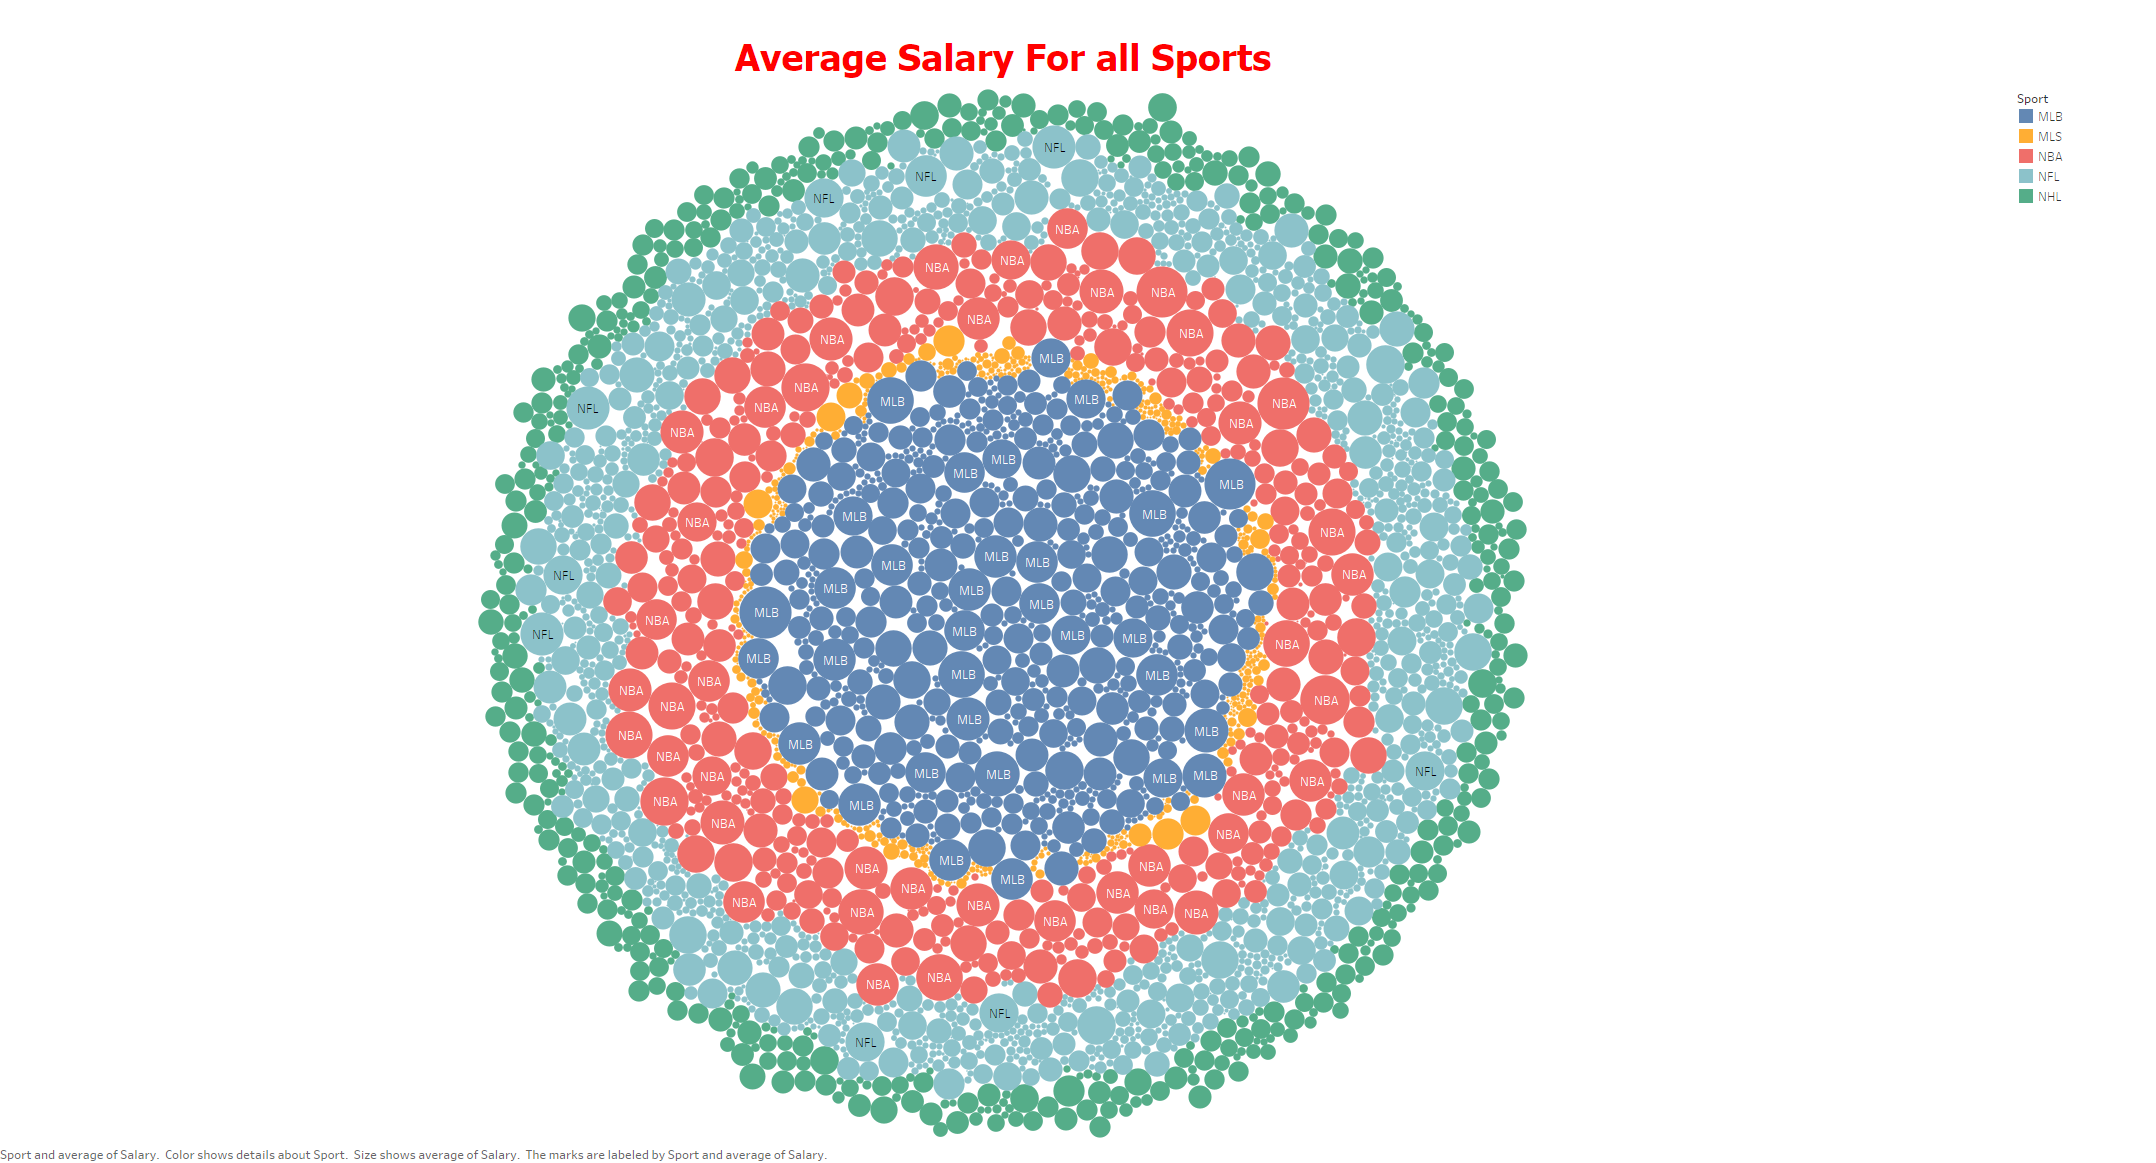 Average Salary For all Sports
Sport
MLB
MLS
NBA
NFL
NHL
NFL
NFL
NFL
NBA
NBA
NBA
NBA
NBA
NBA
NBA
NBA
MLB
NBA
MLB
MLB
NBA
NBA
NFL
NBA
NBA
NBA
MLB
MLB
MLB
MLB
MLB
NBA
NBA
MLB
MLB
MLB
NBA
NFL
MLB
MLB
MLB
MLB
NBA
NBA
MLB
MLB
MLB
NFL
NBA
MLB
MLB
MLB
MLB
NBA
NBA
NBA
NBA
MLB
NBA
MLB
NBA
MLB
NBA
MLB
MLB
MLB
MLB
MLB
NFL
NBA
NBA
NBA
MLB
NBA
NBA
MLB
NBA
NBA
MLB
NBA
NBA
NBA
NBA
NBA
NBA
NBA
NBA
NBA
NBA
NFL
NFL
Sport and average of Salary. Color shows details about Sport. Size shows average of Salary. The marks are labeled by Sport and average of Salary.